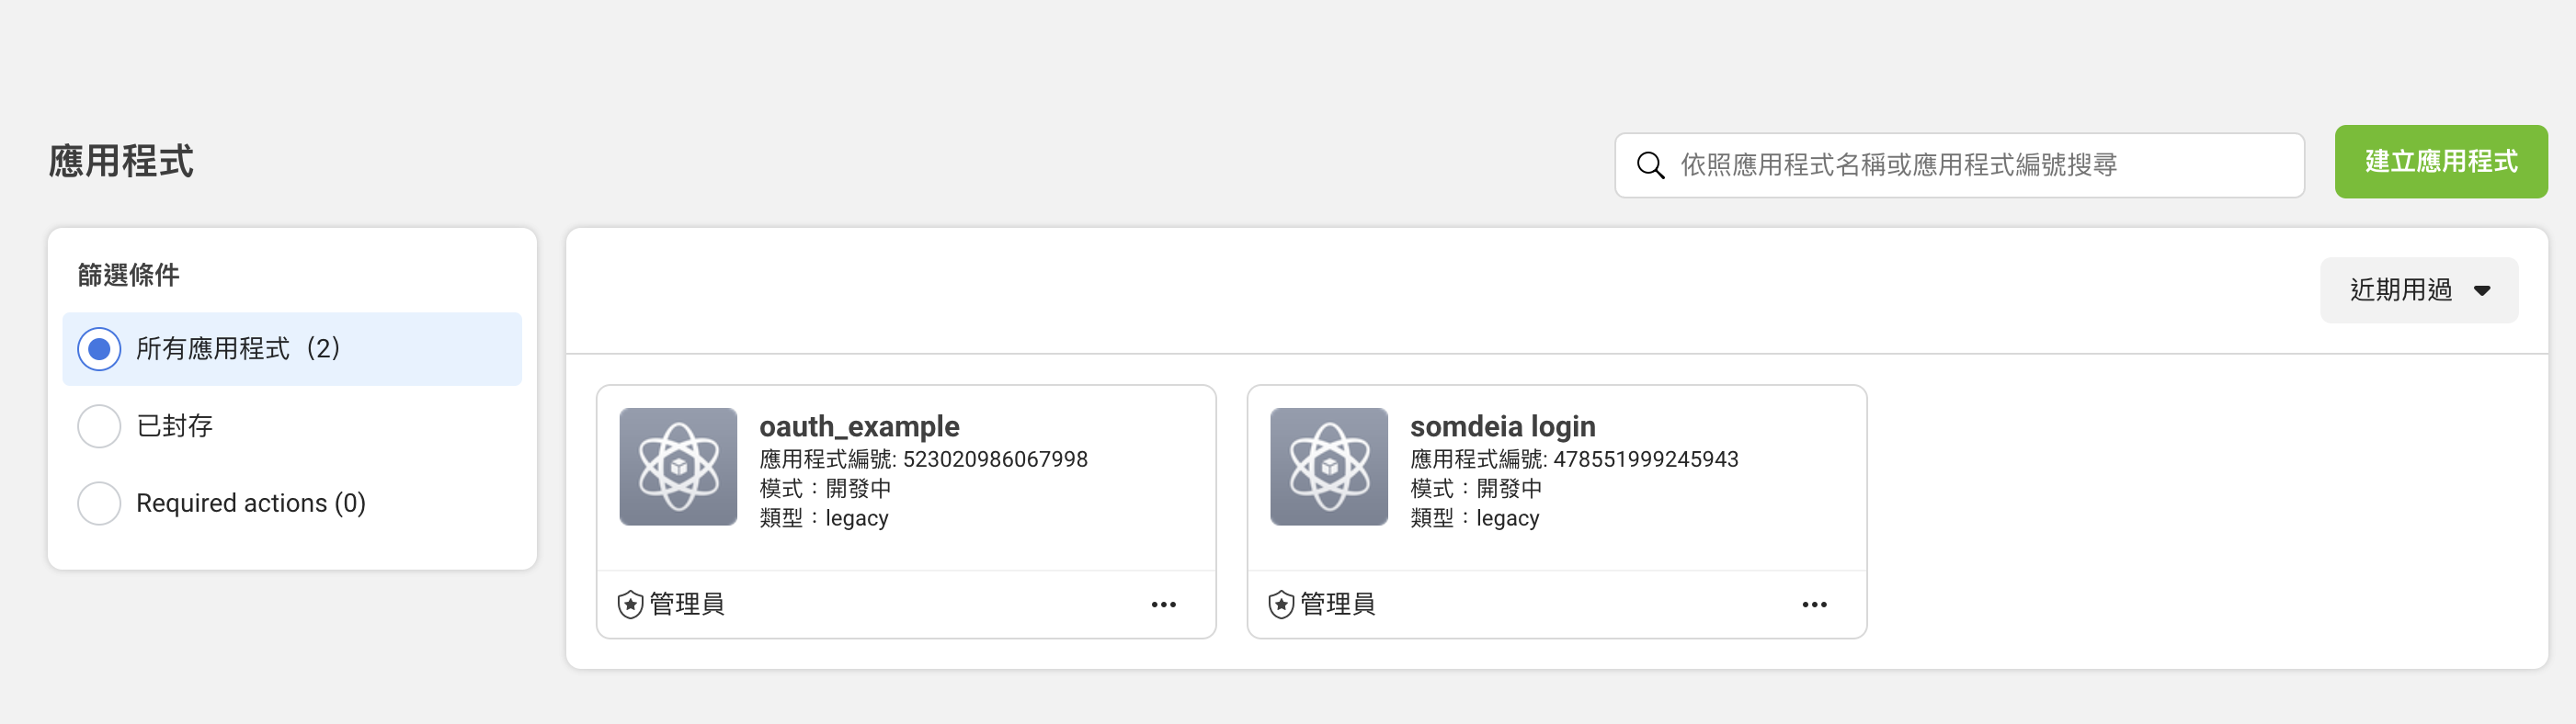 應用程式
依照應用程式名稱或應用程式編號搜尋
建立應用程式
篩選條件
所有應用程式（2）
已封存
Required actions (0)
近期用過
oauth_example
應用程式編號: 523020986067998
模式：開發中
類型：legacy
管理員
somdeia login
應用程式編號: 478551999245943
模式：開發中
類型：legacy
管理員